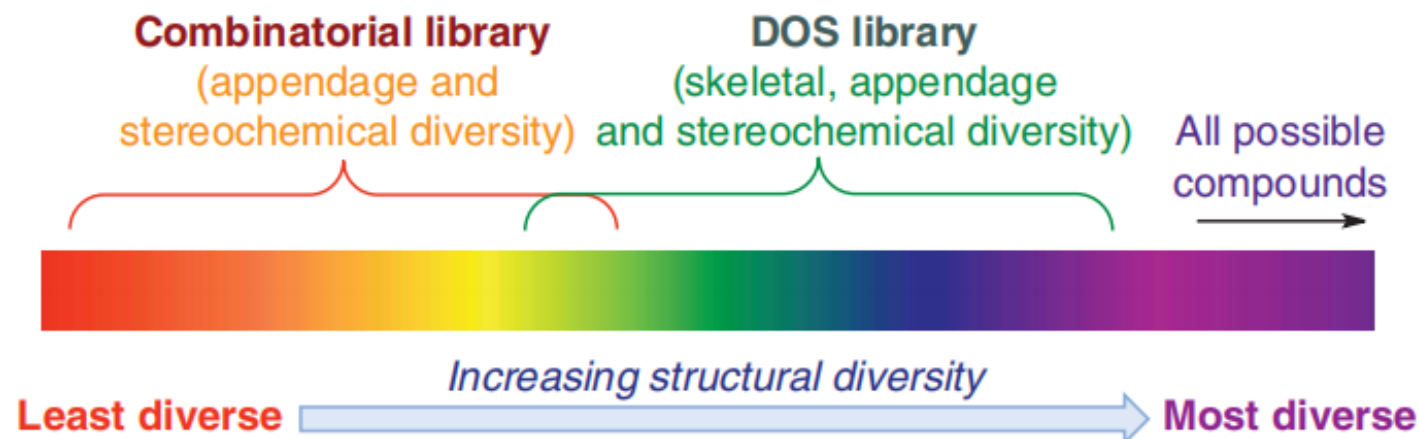 Combinatorial library
(appendage and
stereochemical diversity)
DOS library
(skeletal, appendage
and stereochemical diversity)
All possible
compounds
Increasing structural diversity
Least diverse
Most diverse